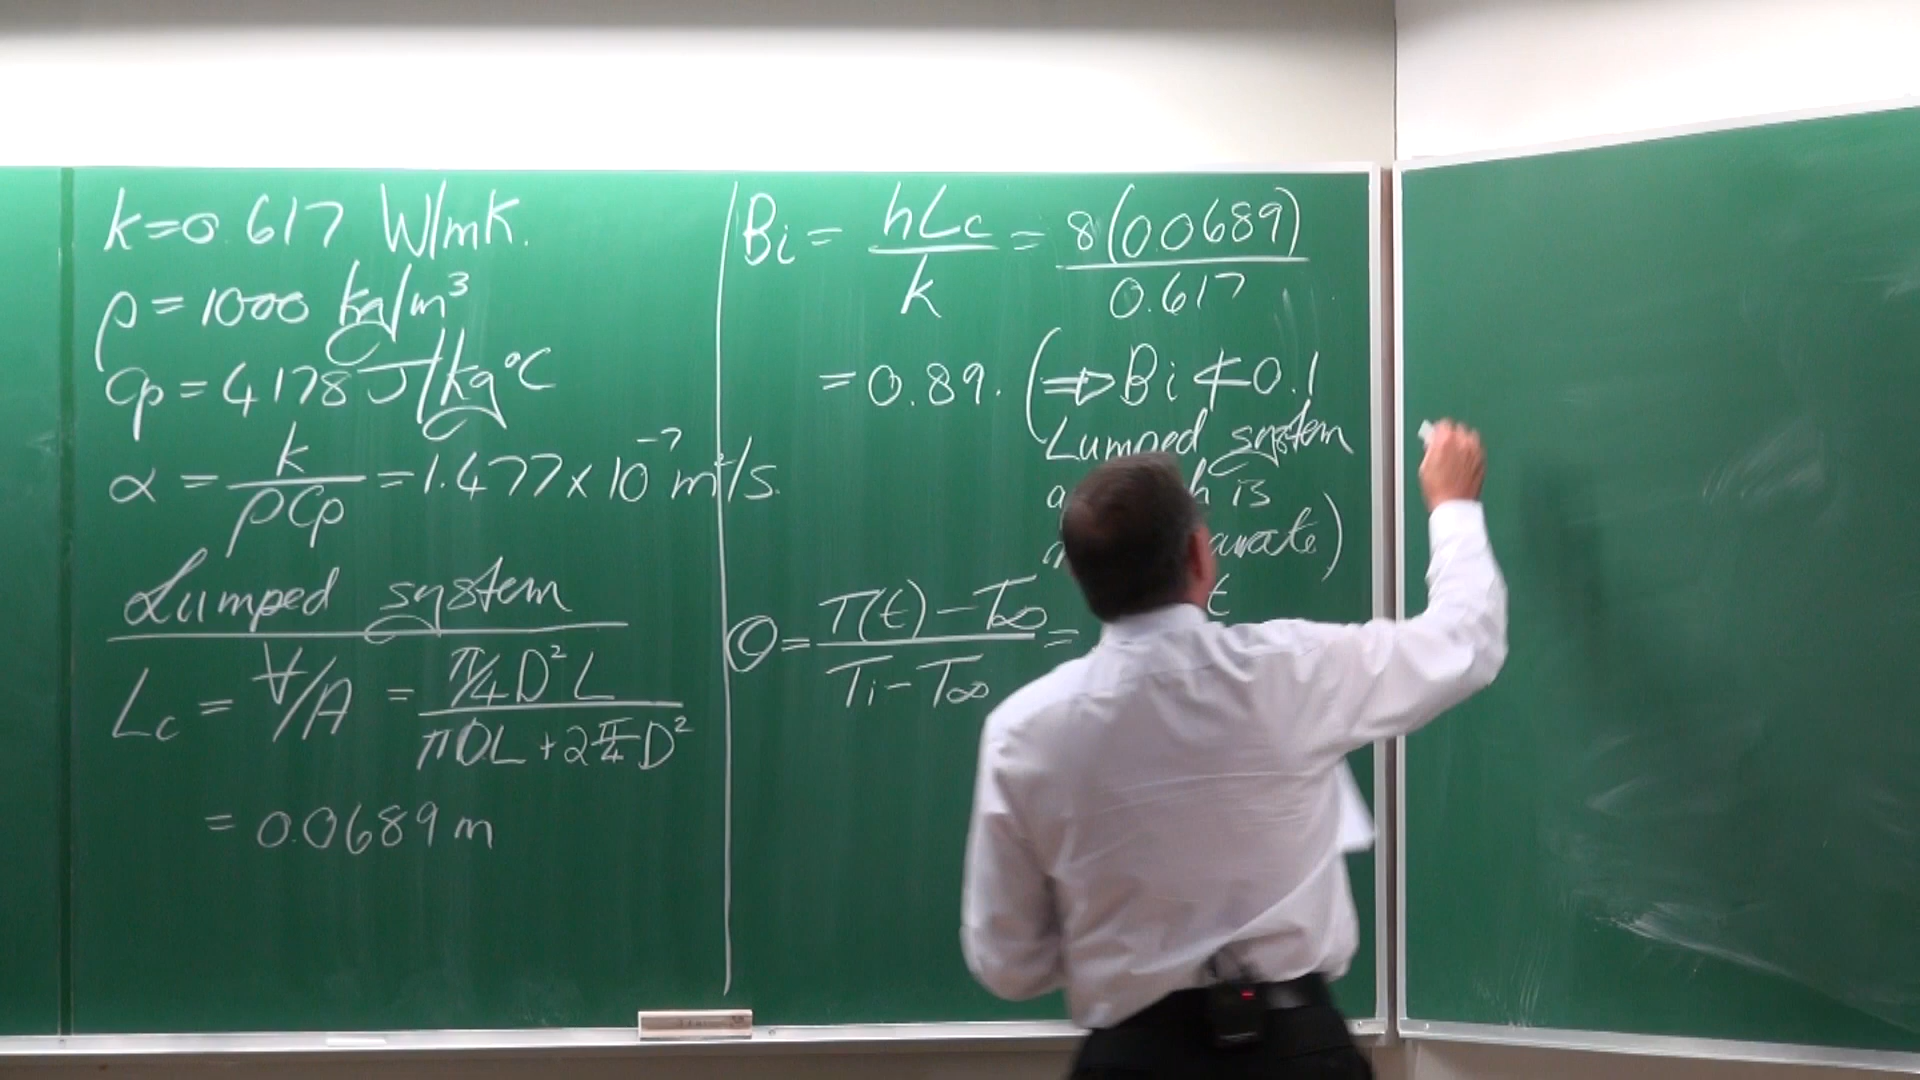 k=0.617 W/mK.
ρ=1000 kg/m³
Cp=4178 J/kg°C
α = k/ρCp = 1.477×10⁻⁷ m²/s.
Lumped system
Lc = V/A = π/4 D²L / πDL + 2 π/4 D²
= 0.0689 m
Bi = hLc/k = 8(0.0689)/0.617
= 0.89. (⇒ Bi ≮ 0.1
Lumped system
is
)
Θ = T(t) − T∞ / Ti − T∞ =
t